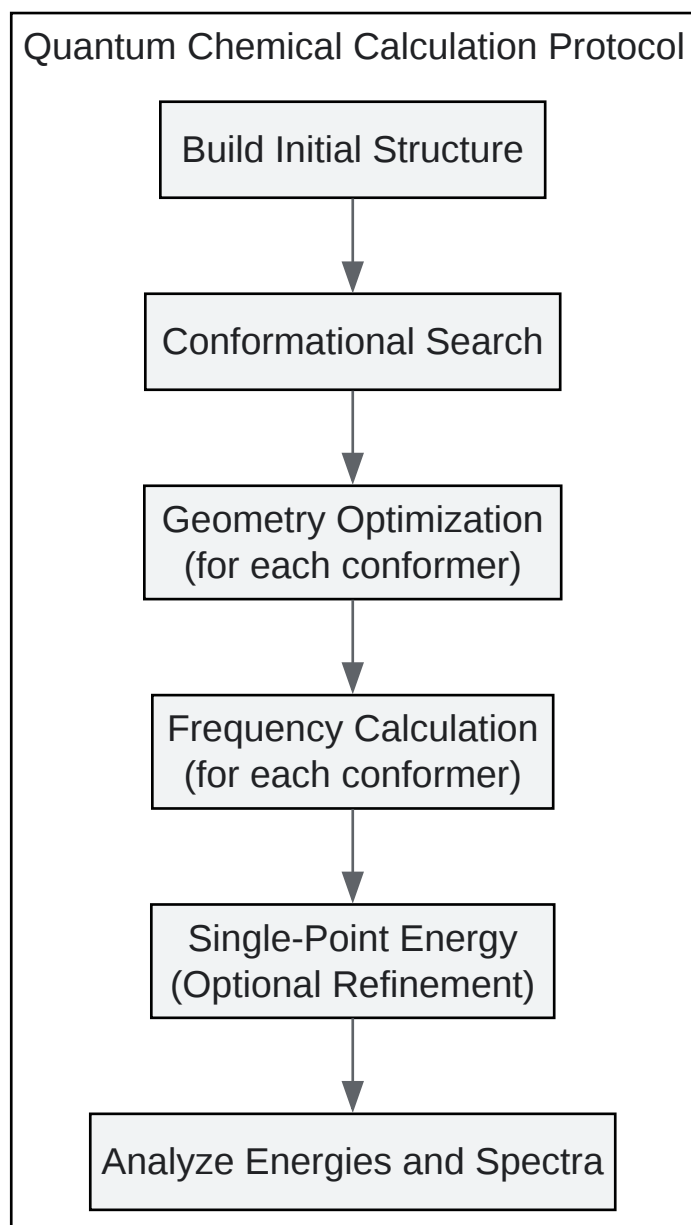 Quantum Chemical Calculation Protocol
Build Initial Structure
Conformational Search
Geometry Optimization
(for each conformer)
Frequency Calculation
(for each conformer)
Single-Point Energy
(Optional Refinement)
Analyze Energies and Spectra